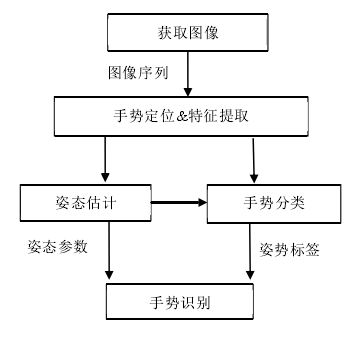 获取图像
图像序列
手势定位&特征提取
姿态估计
手势分类
姿态参数
姿势标签
手势识别